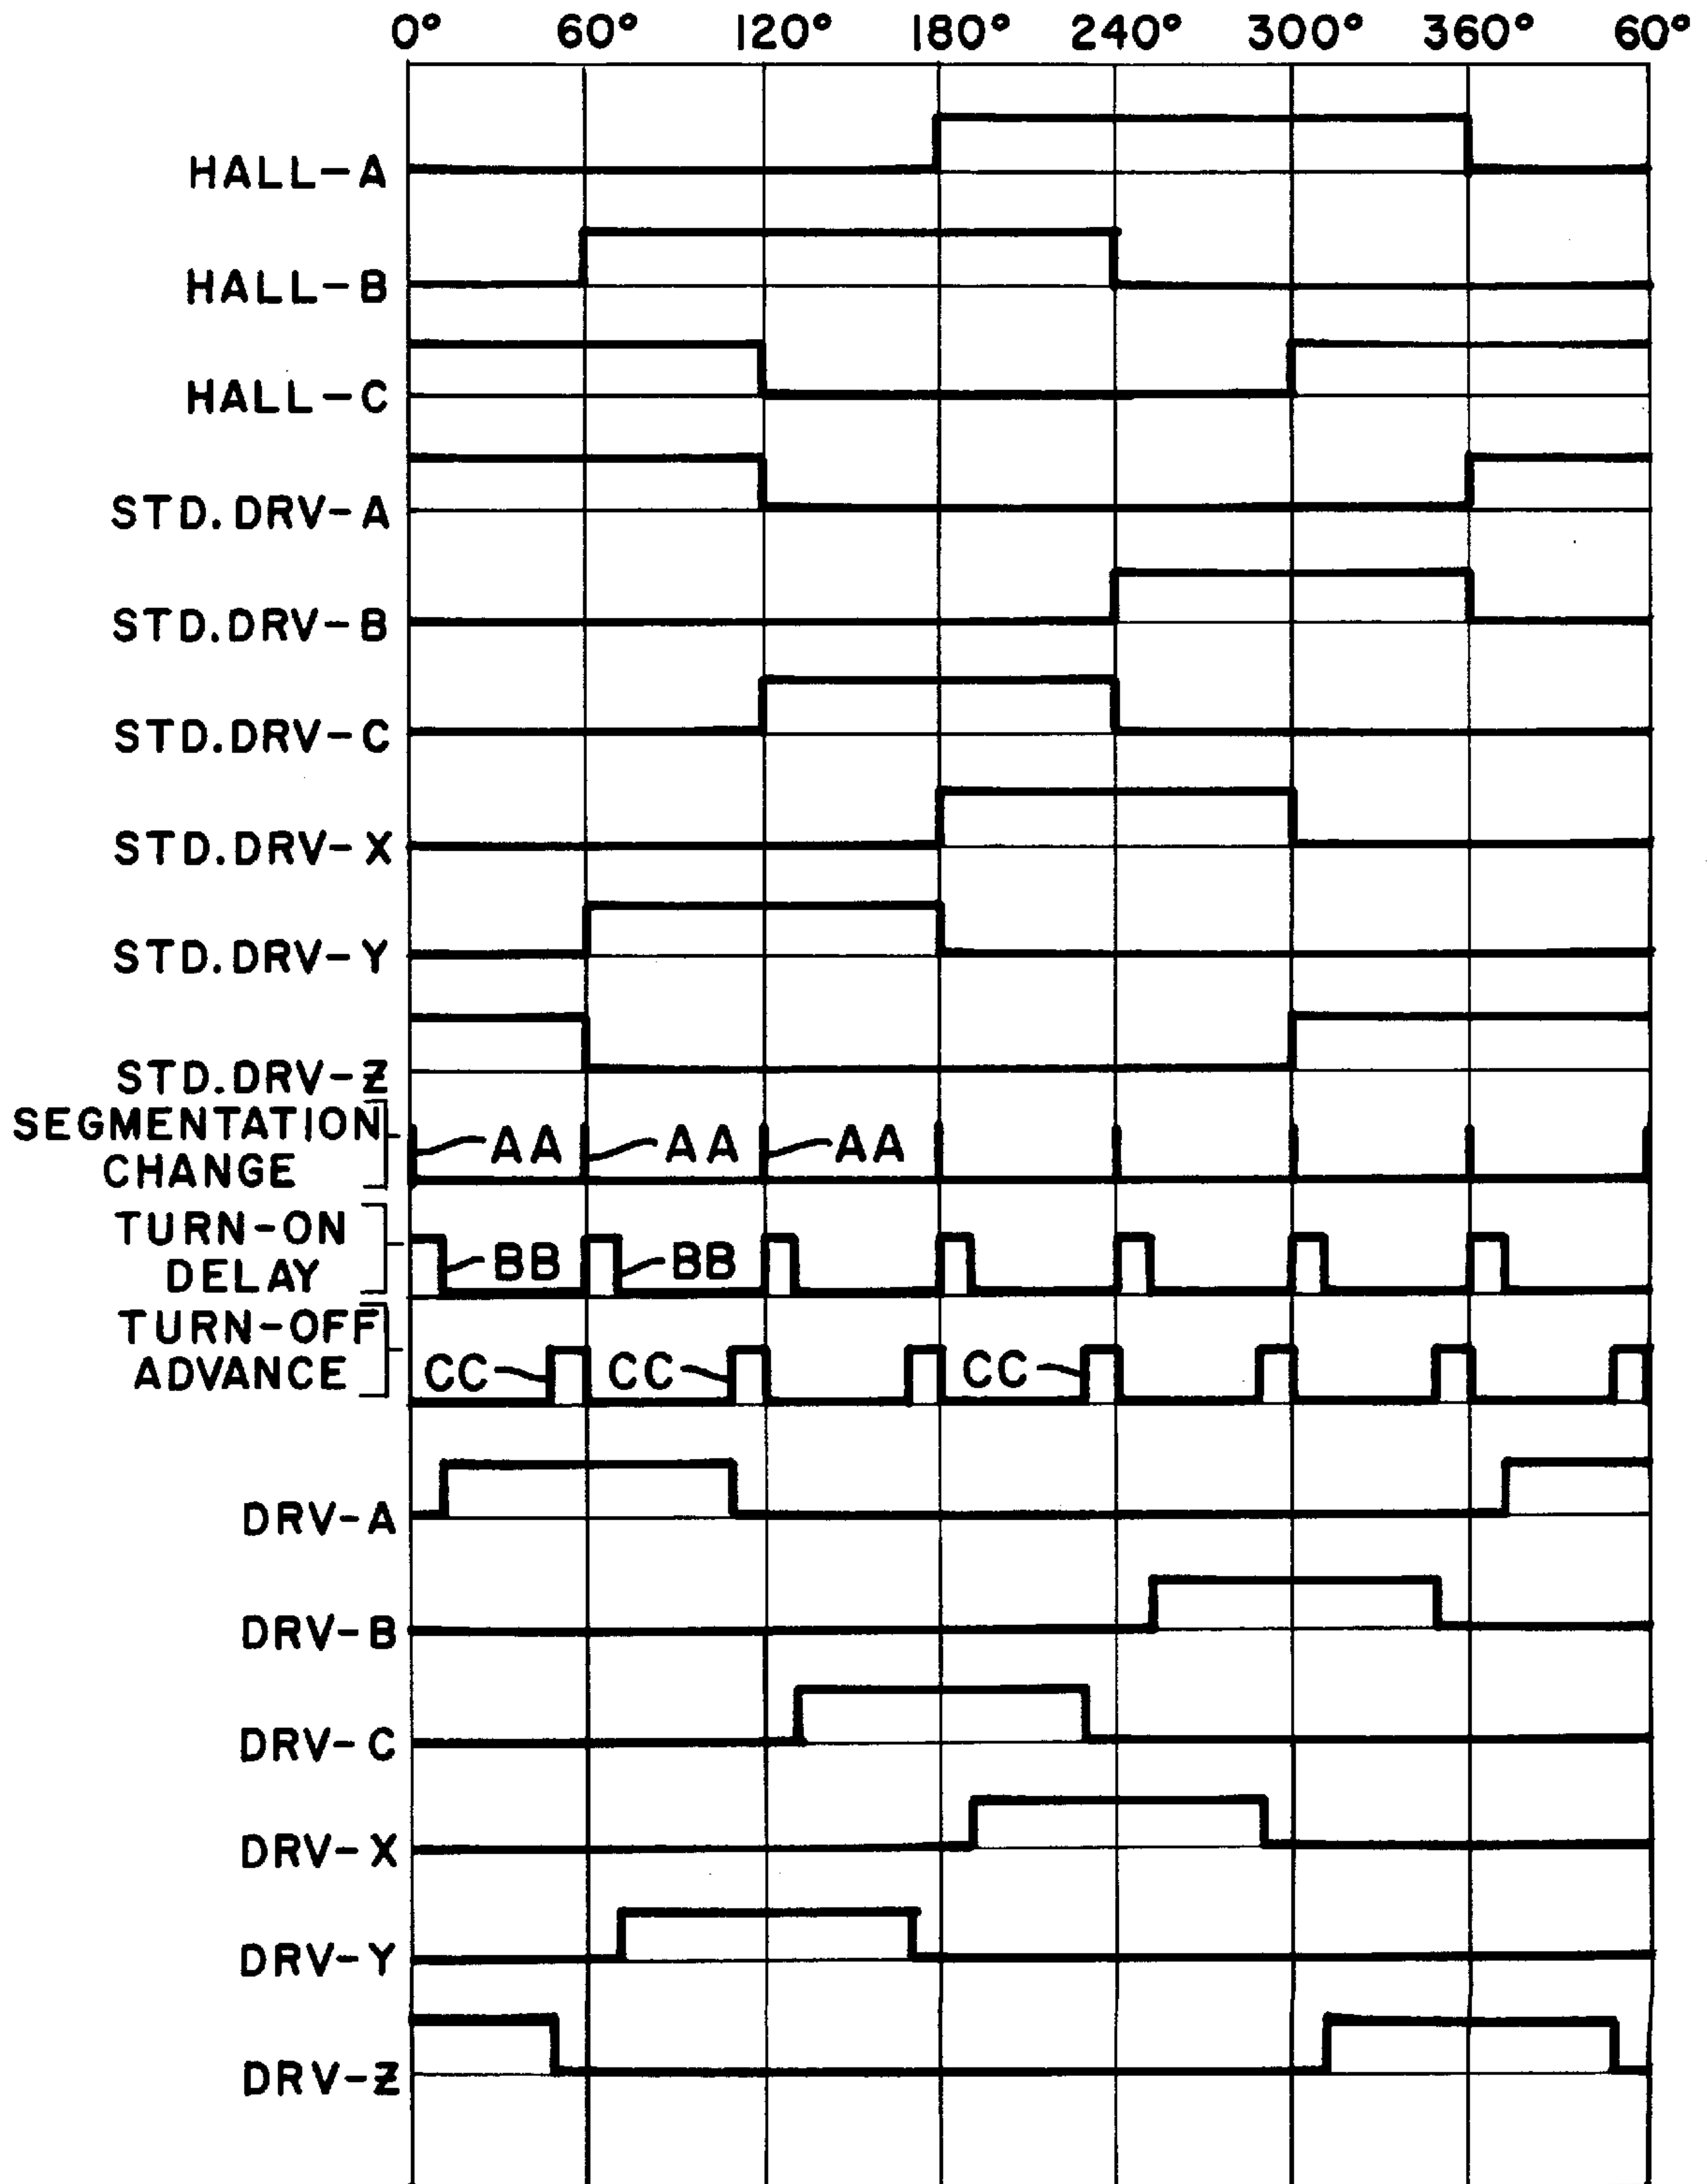 0° 60° 120° 180° 240° 300° 360° 60°
HALL-A
HALL-B
HALL-C
STD.DRV-A
STD.DRV-B
STD.DRV-C
STD.DRV-X
STD.DRV-Y
STD.DRV-Z
SEGMENTATION
CHANGE
AA AA AA
TURN-ON
DELAY
BB BB
TURN-OFF
ADVANCE
CC CC CC
DRV-A
DRV-B
DRV-C
DRV-X
DRV-Y
DRV-Z